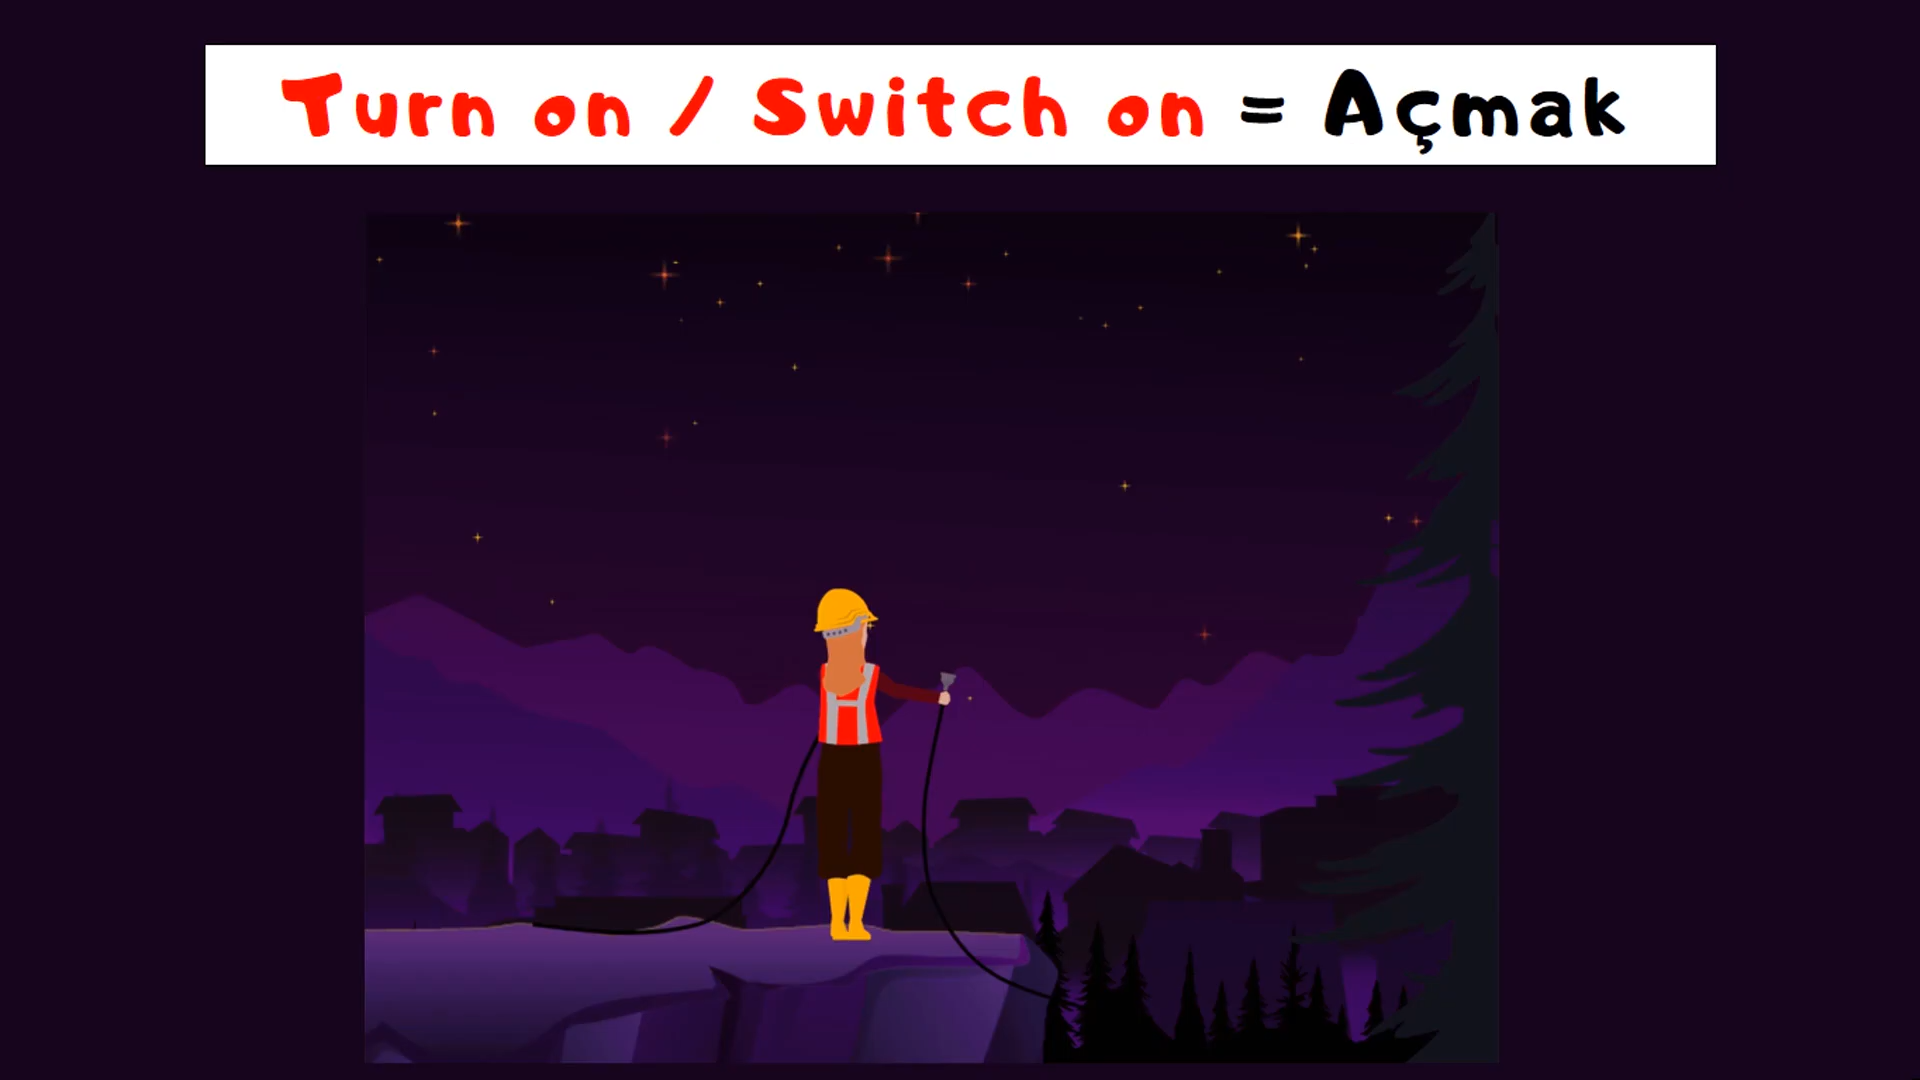 Turn on / Switch on = Açmak